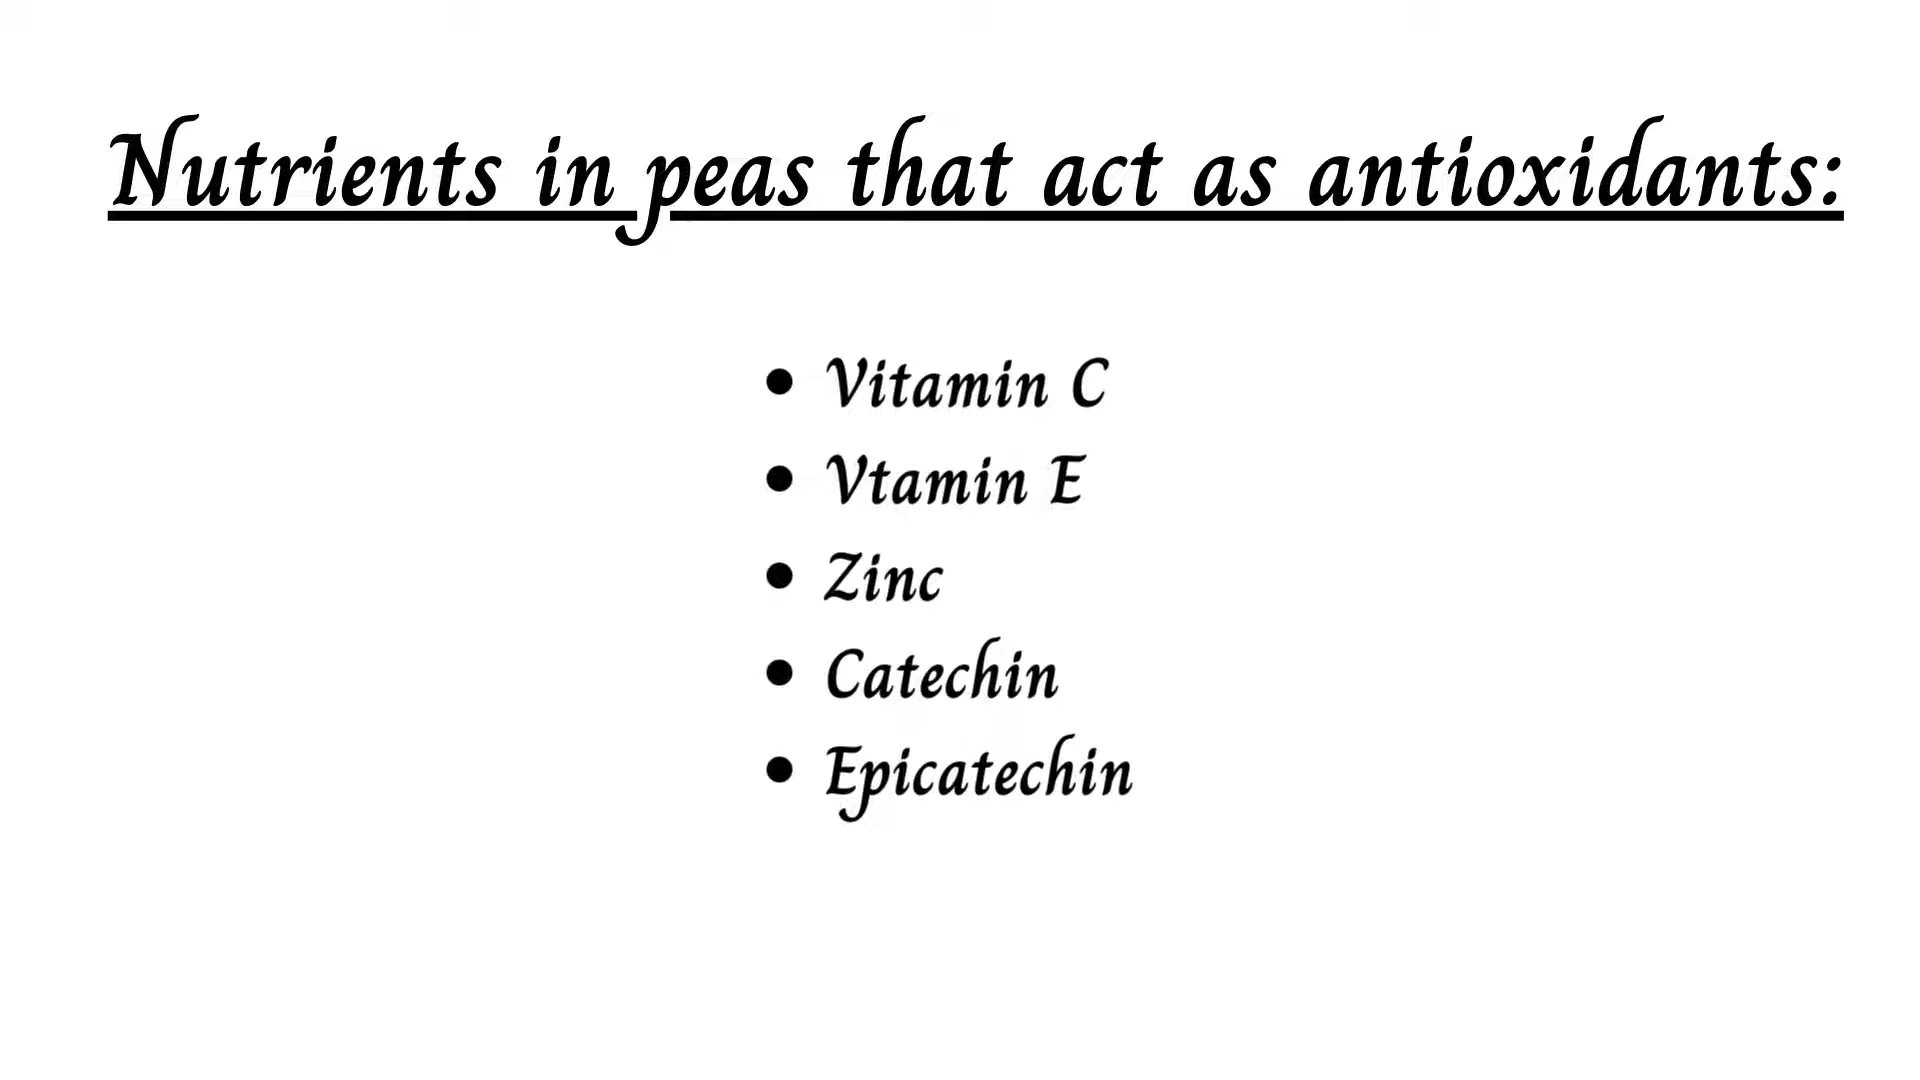 Nutrients in peas that act as antioxidants:
• Vitamin C
• Vtamin E
• Zinc
• Catechin
• Epicatechin